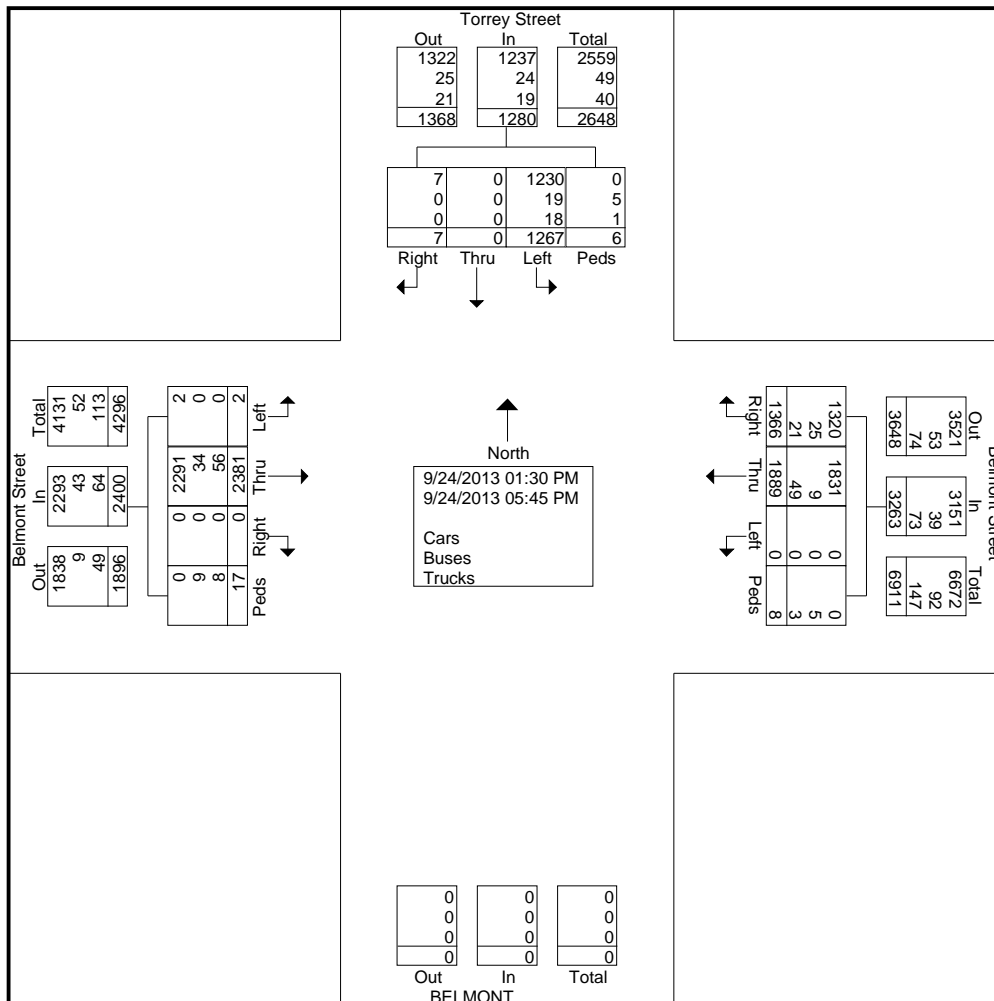 Torrey Street
Out In Total
1322 1237 2559
25 24 49
21 19 40
1368 1280 2648
7 0 1230 0
0 0 19 5
0 0 18 1
7 0 1267 6
Right Thru Left Peds
Belmont Street
Total In Out
4131 2293 1838
52 43 9
113 64 49
4296 2400 1896
2 2291 0 0
0 34 0 9
0 56 0 8
2 2381 0 17
Left Thru Right Peds
North
9/24/2013 01:30 PM
9/24/2013 05:45 PM
Cars
Buses
Trucks
Right Thru Left Peds
1320 1831 0 0
25 9 0 5
21 49 0 3
1366 1889 0 8
Belmont Street
Out In Total
3521 3151 6672
53 39 92
74 73 147
3648 3263 6911
0 0 0
0 0 0
0 0 0
0 0 0
Out In Total
BELMONT